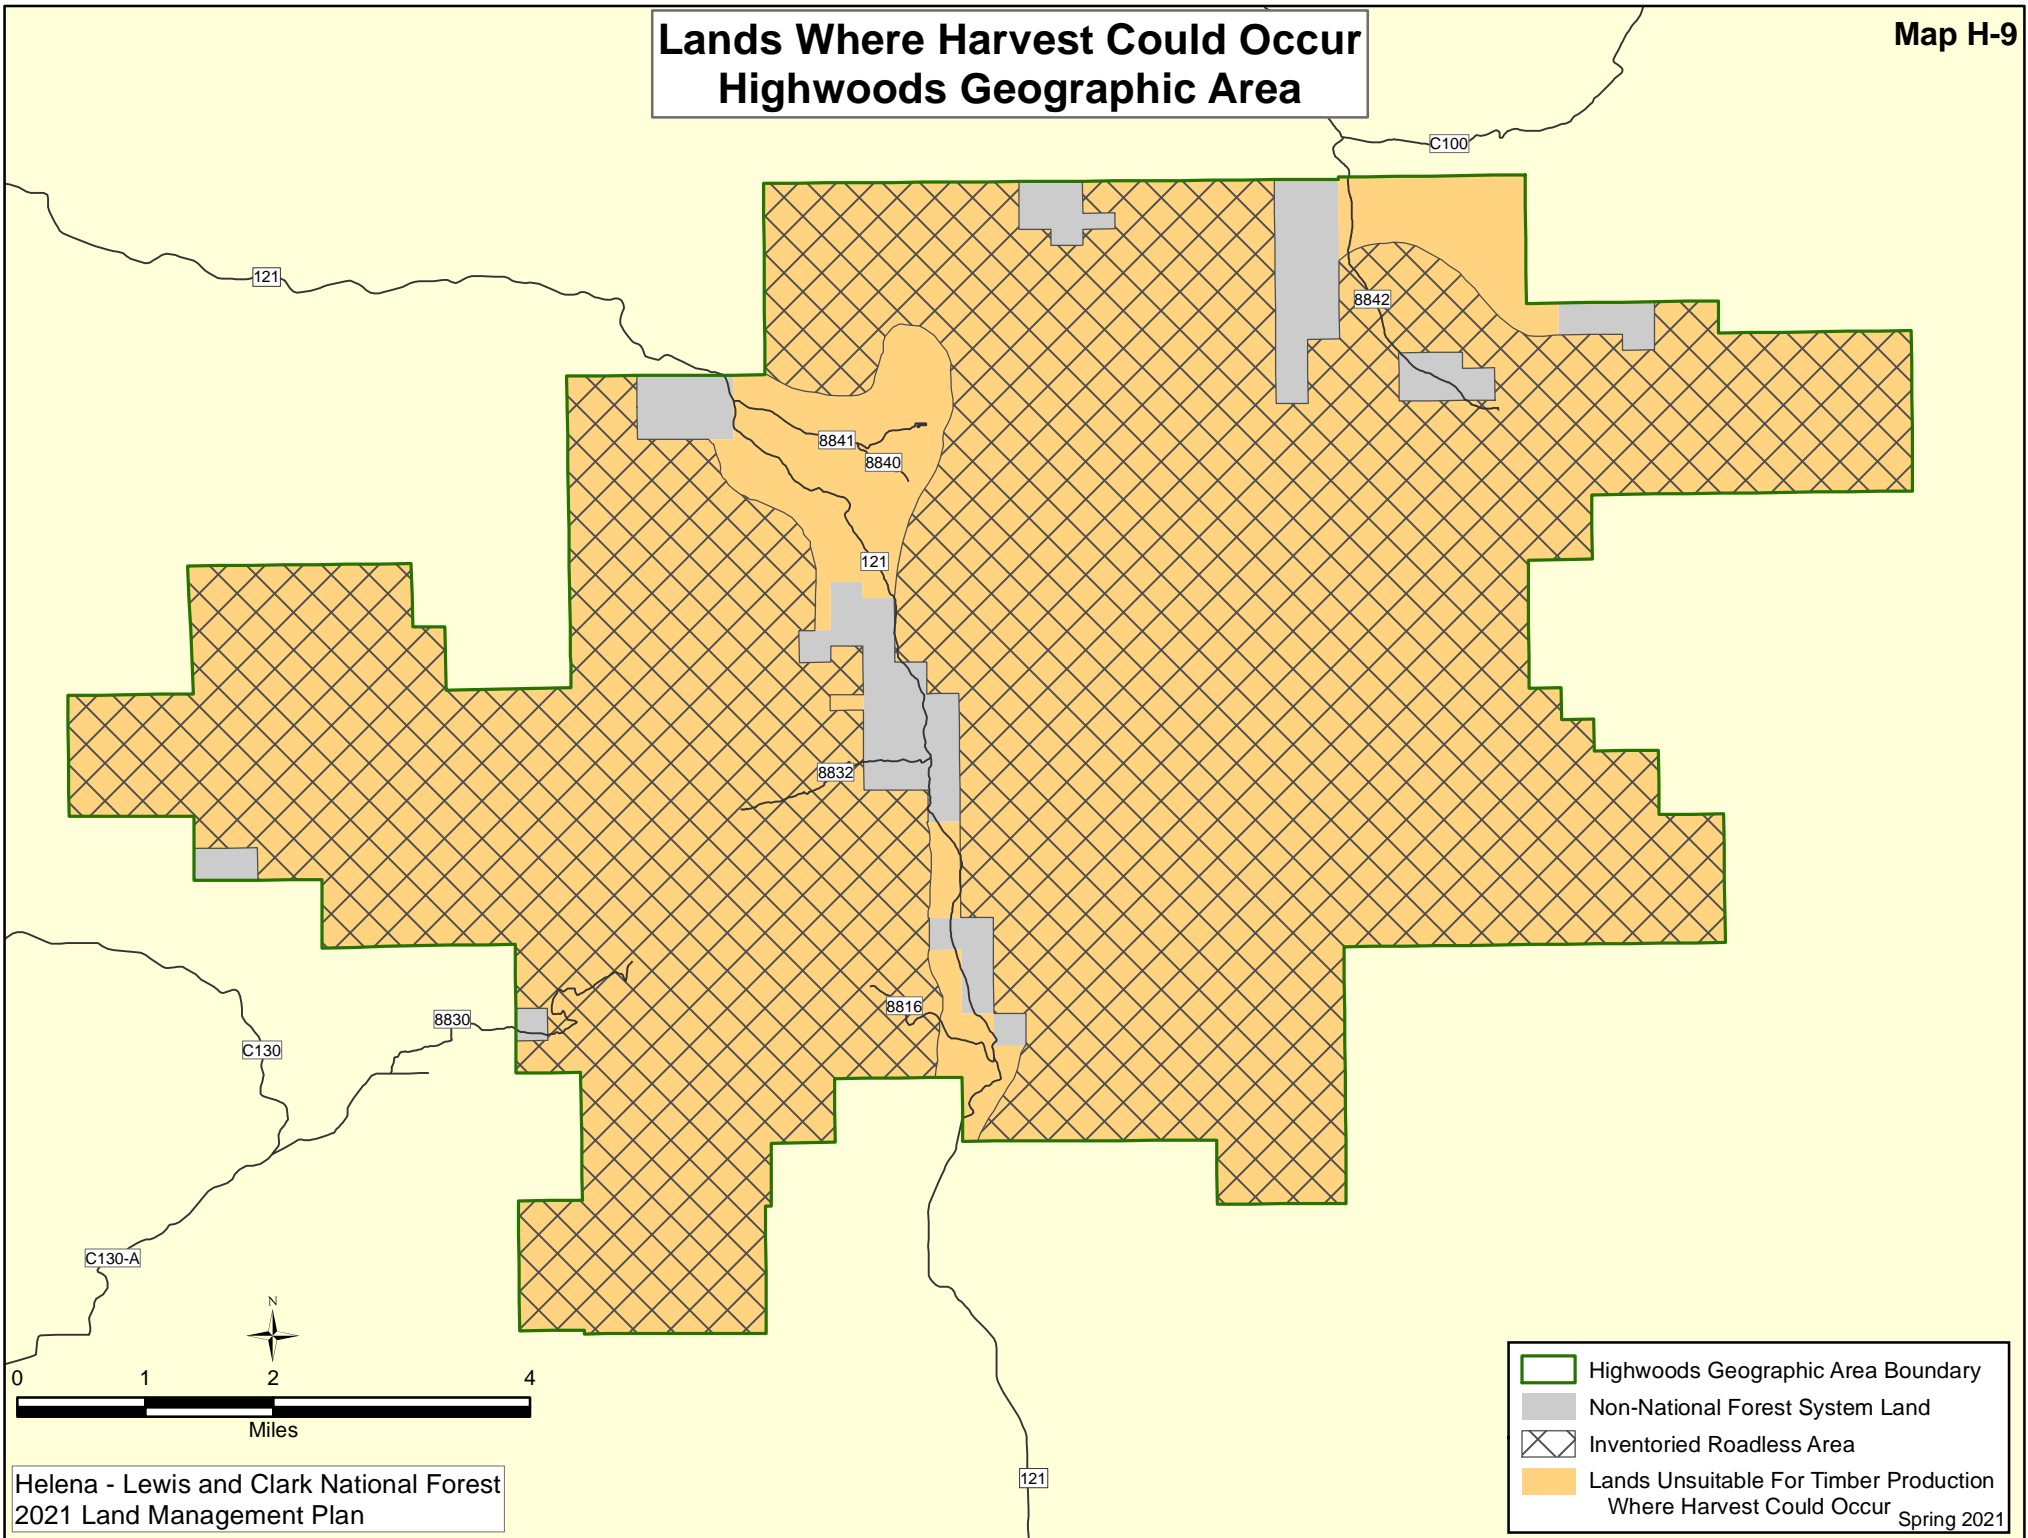 Lands Where Harvest Could Occur
Highwoods Geographic Area
Map H-9
C100
121
8842
8841
8840
121
8832
8816
8830
C130
C130-A
121
N
0 1 2 4
Miles
Helena - Lewis and Clark National Forest
2021 Land Management Plan
Highwoods Geographic Area Boundary
Non-National Forest System Land
Inventoried Roadless Area
Lands Unsuitable For Timber Production
Where Harvest Could Occur
Spring 2021